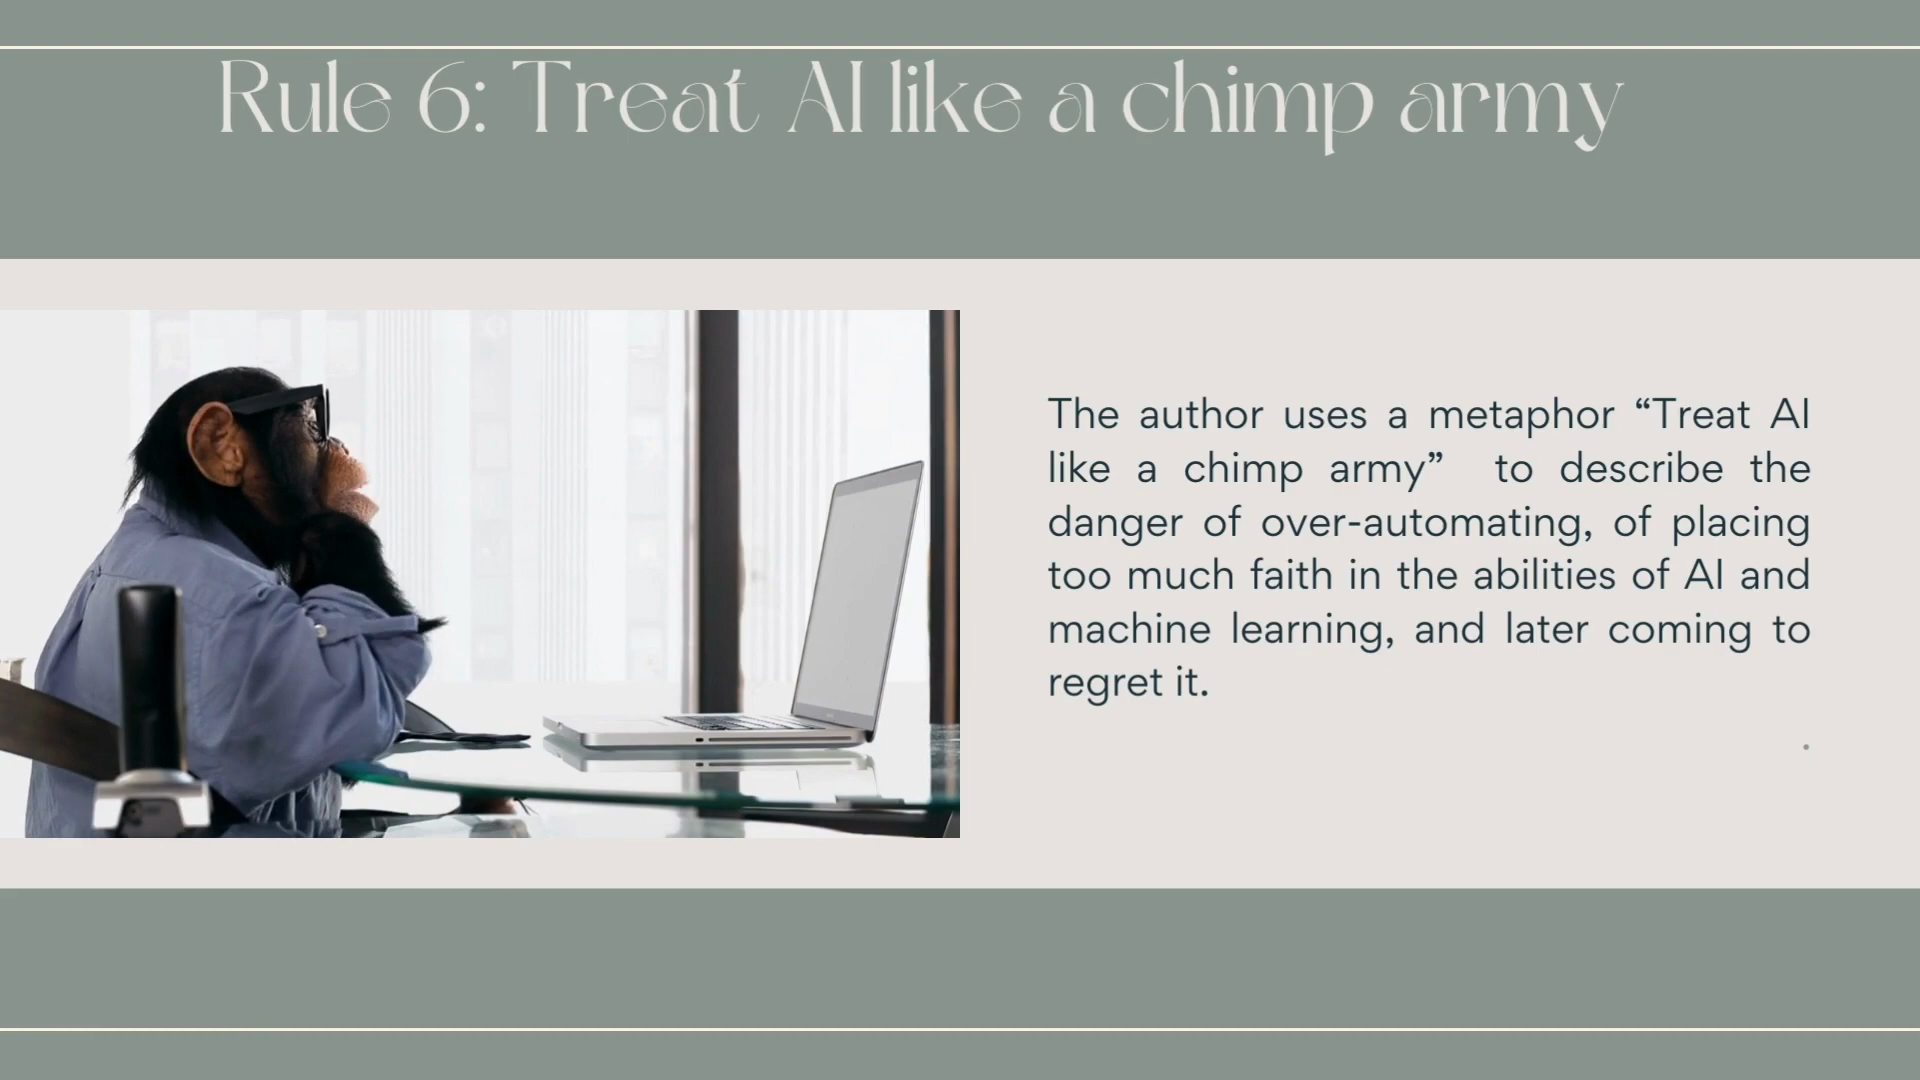 Rule 6: Treat AI like a chimp army
The author uses a metaphor “Treat AI
like a chimp army”  to describe the
danger of over-automating, of placing
too much faith in the abilities of AI and
machine learning, and later coming to
regret it.
.